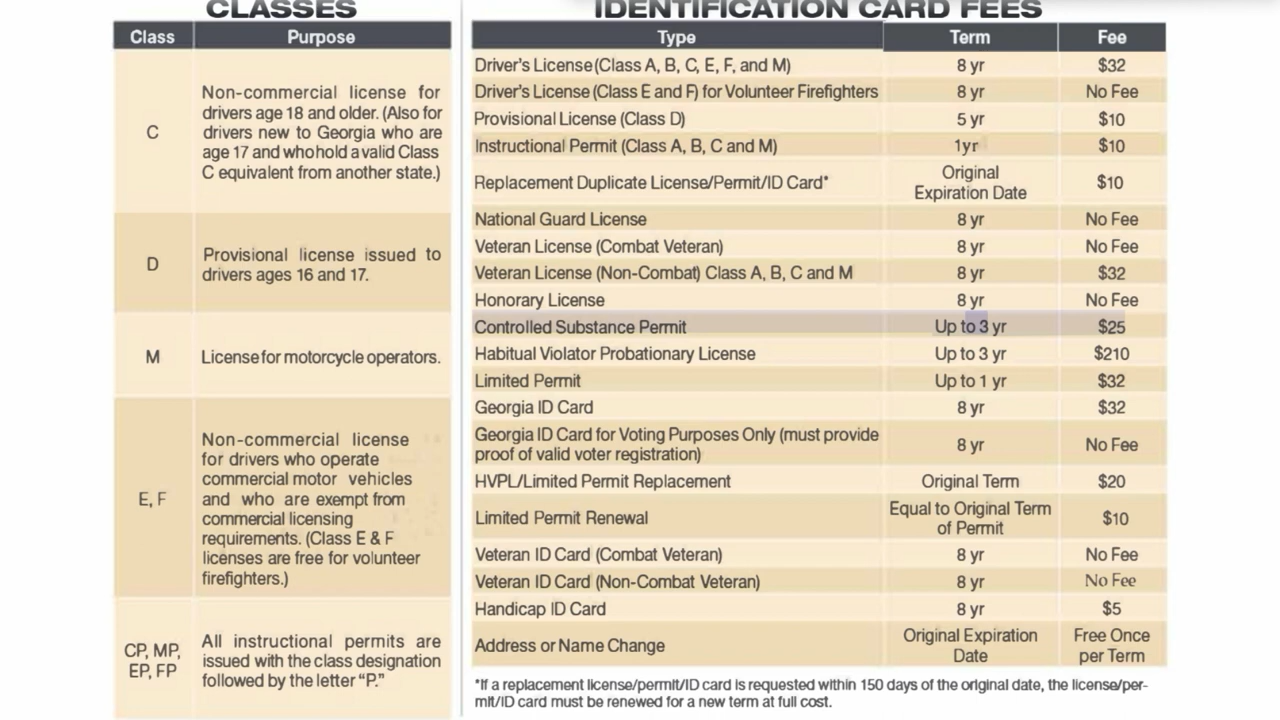 CLASSES
Class Purpose
C
Non-commercial license for
drivers age 18 and older. (Also for
drivers new to Georgia who are
age 17 and who hold a valid Class
C equivalent from another state.)
D
Provisional license issued to
drivers ages 16 and 17.
M
License for motorcycle operators.
E, F
Non-commercial license
for drivers who operate
commercial motor vehicles
and who are exempt from
commercial licensing
requirements. (Class E & F
licenses are free for volunteer
firefighters.)
CP, MP,
EP, FP
All instructional permits are
issued with the class designation
followed by the letter “P.”
IDENTIFICATION CARD FEES
Type Term Fee
Driver's License (Class A, B, C, E, F, and M) 8 yr $32
Driver's License (Class E and F) for Volunteer Firefighters 8 yr No Fee
Provisional License (Class D) 5 yr $10
Instructional Permit (Class A, B, C and M) 1yr $10
Replacement Duplicate License/Permit/ID Card* Original
Expiration Date $10
National Guard License 8 yr No Fee
Veteran License (Combat Veteran) 8 yr No Fee
Veteran License (Non-Combat) Class A, B, C and M 8 yr $32
Honorary License 8 yr No Fee
Controlled Substance Permit Up to 3 yr $25
Habitual Violator Probationary License Up to 3 yr $210
Limited Permit Up to 1 yr $32
Georgia ID Card 8 yr $32
Georgia ID Card for Voting Purposes Only (must provide
proof of valid voter registration) 8 yr No Fee
HVPL/Limited Permit Replacement Original Term $20
Limited Permit Renewal Equal to Original Term
of Permit $10
Veteran ID Card (Combat Veteran) 8 yr No Fee
Veteran ID Card (Non-Combat Veteran) 8 yr No Fee
Handicap ID Card 8 yr $5
Address or Name Change Original Expiration
Date Free Once
per Term
*If a replacement license/permit/ID card is requested within 150 days of the original date, the license/per-
mit/ID card must be renewed for a new term at full cost.